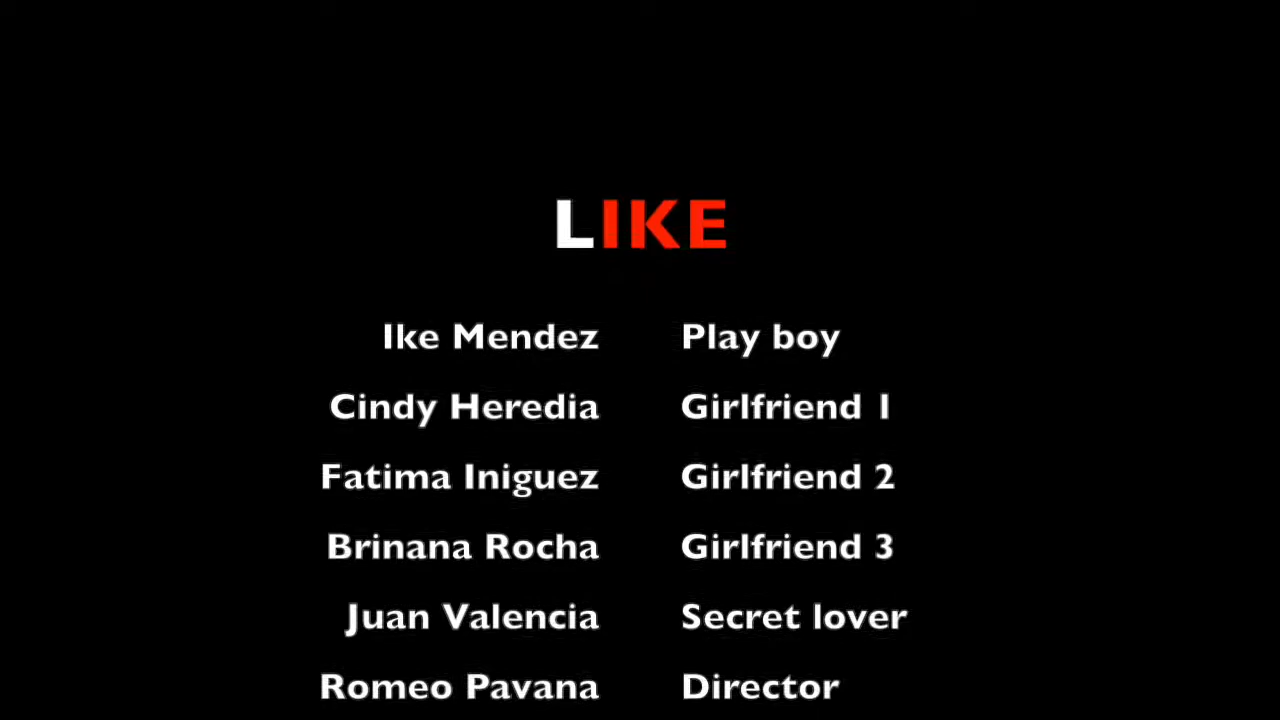 LIKE
Ike Mendez Play boy
Cindy Heredia Girlfriend 1
Fatima Iniguez Girlfriend 2
Brinana Rocha Girlfriend 3
Juan Valencia Secret lover
Romeo Pavana Director